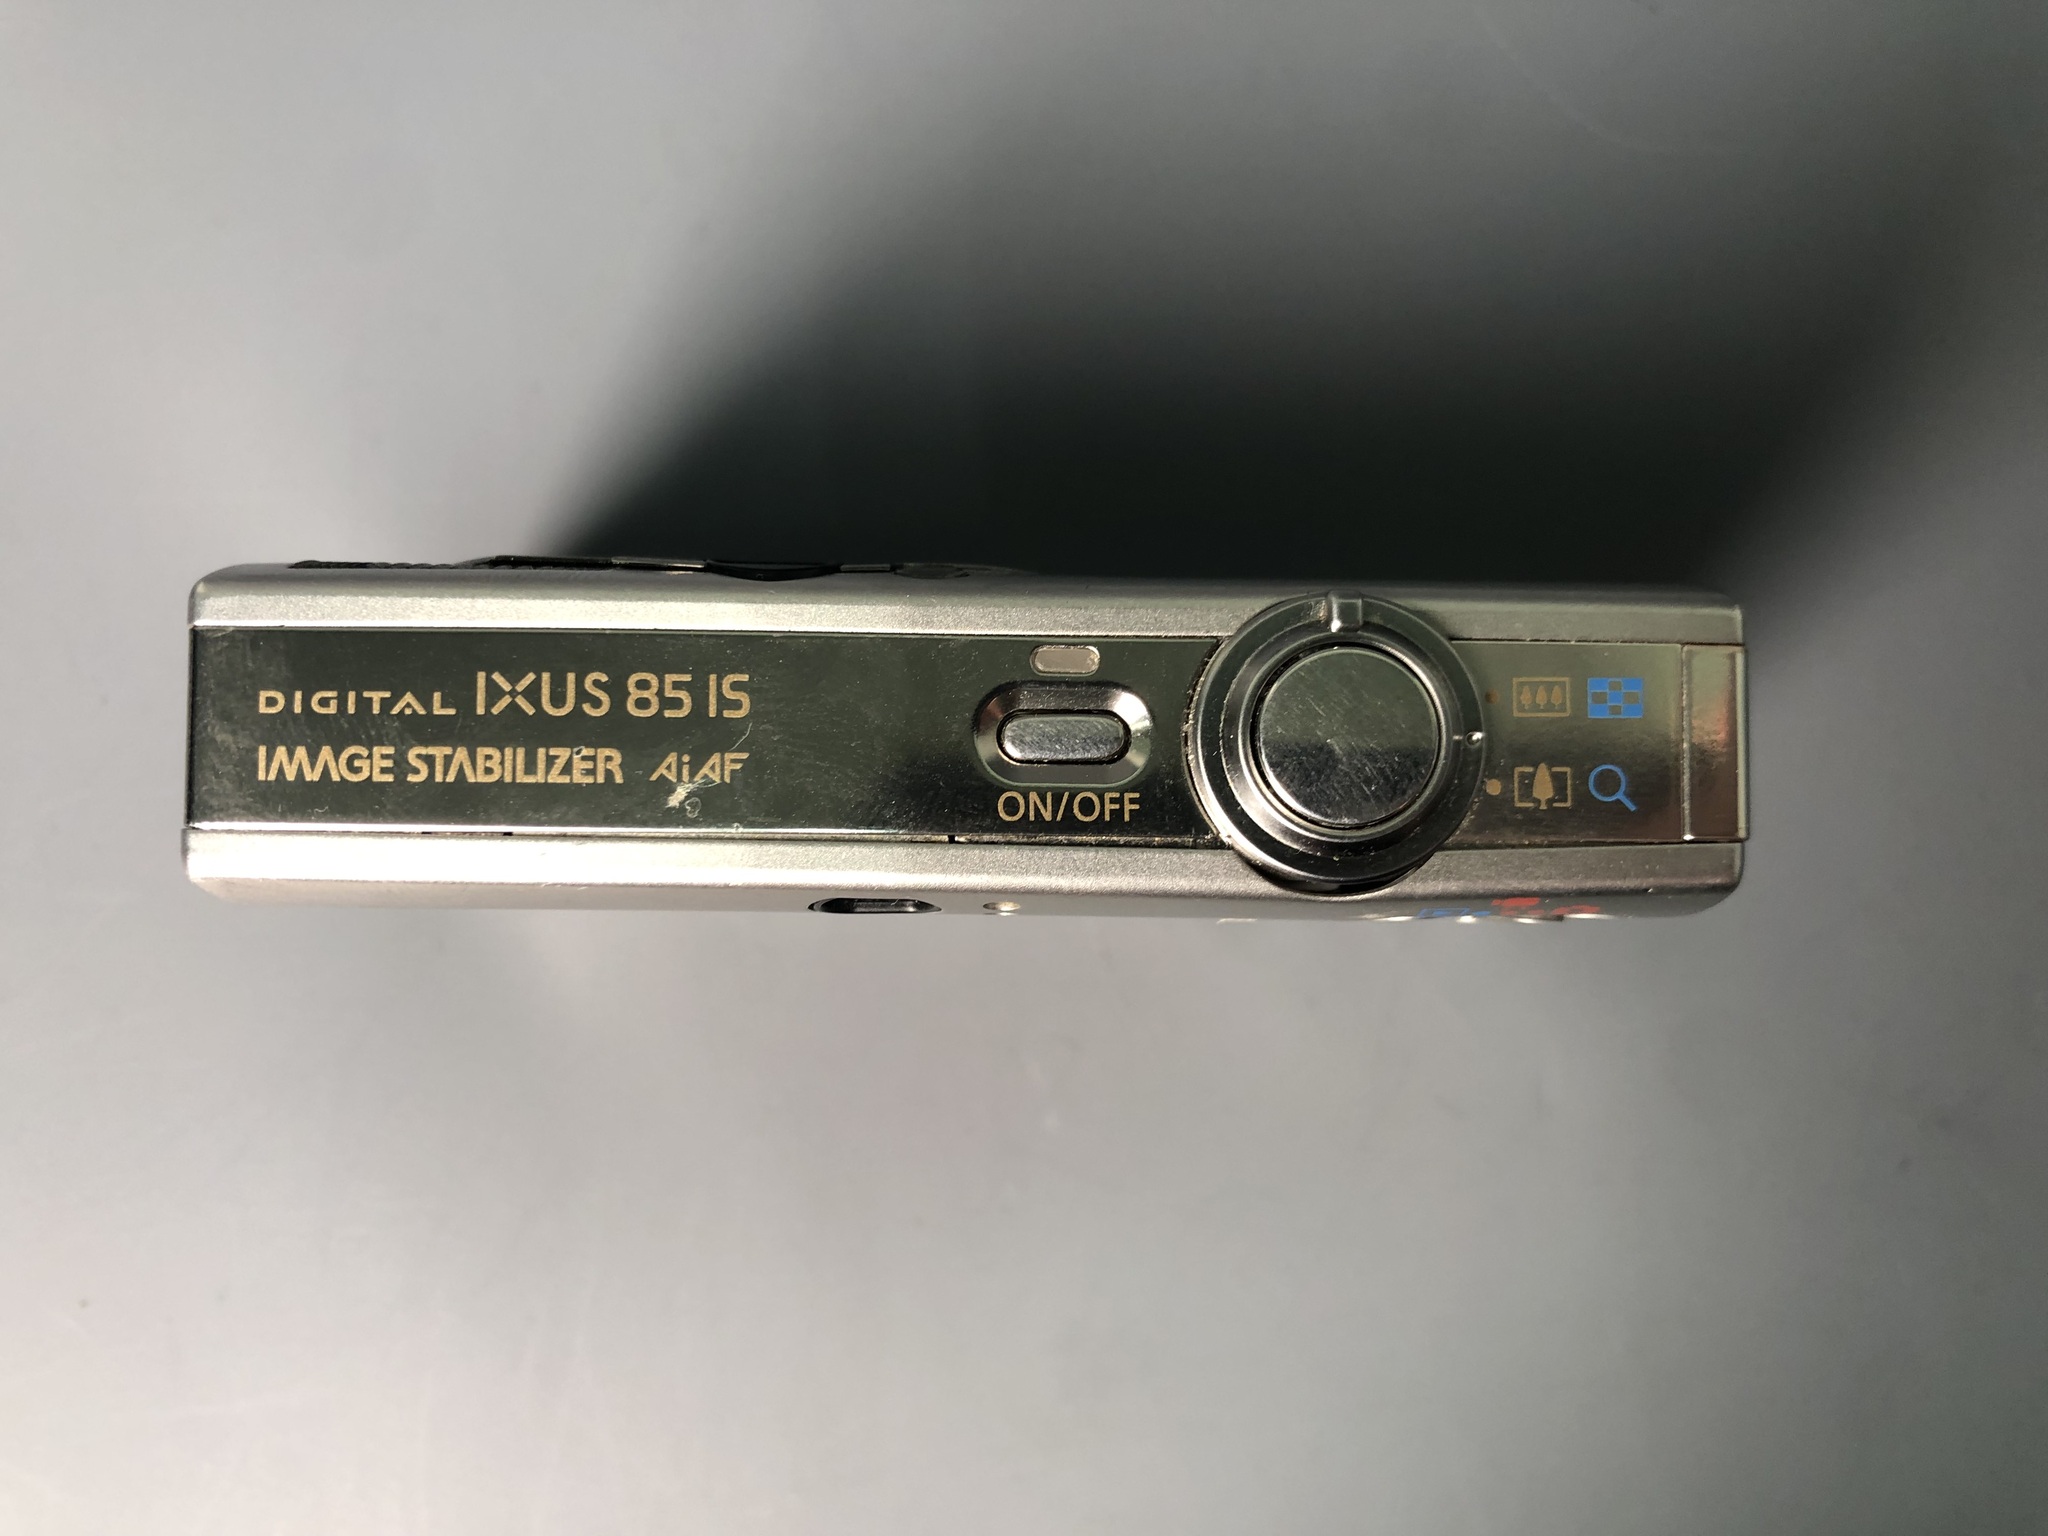 DIGITAL IXUS 85 IS
IMAGE STABILIZER AiAF
ON/OFF